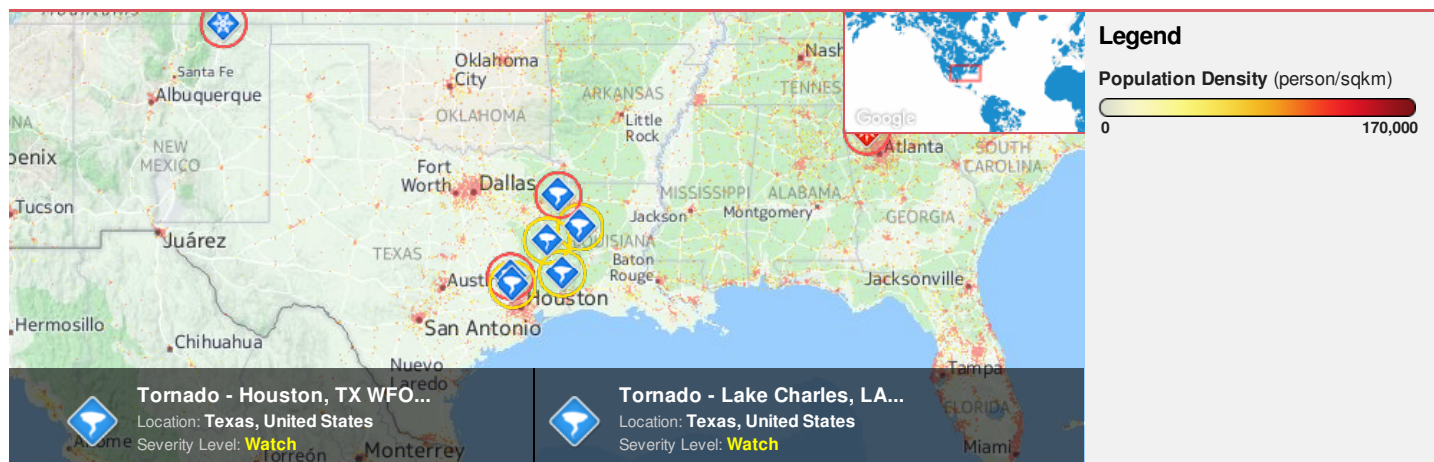 Santa Fe
Albuquerque
NEW
MEXICO
Tucson
Juárez
Hermosillo
Chihuahua
Oklahoma
City
OKLAHOMA
ARKANSAS
Little
Rock
Fort
Worth
Dallas
TEXAS
San Antonio
Nuevo
Laredo
Houston
LOUISIANA
Baton
Rouge
MISSISSIPPI
Jackson
ALABAMA
Montgomery
Nash
TENNES
Atlanta
SOUTH
CAROLINA
GEORGIA
Jacksonville
Tampa
FLORIDA
Miami
Monterrey
Torreón
Google
Tornado - Houston, TX WFO...
Location: Texas, United States
Severity Level: Watch
Tornado - Lake Charles, LA...
Location: Texas, United States
Severity Level: Watch
Legend
Population Density (person/sqkm)
0 170,000